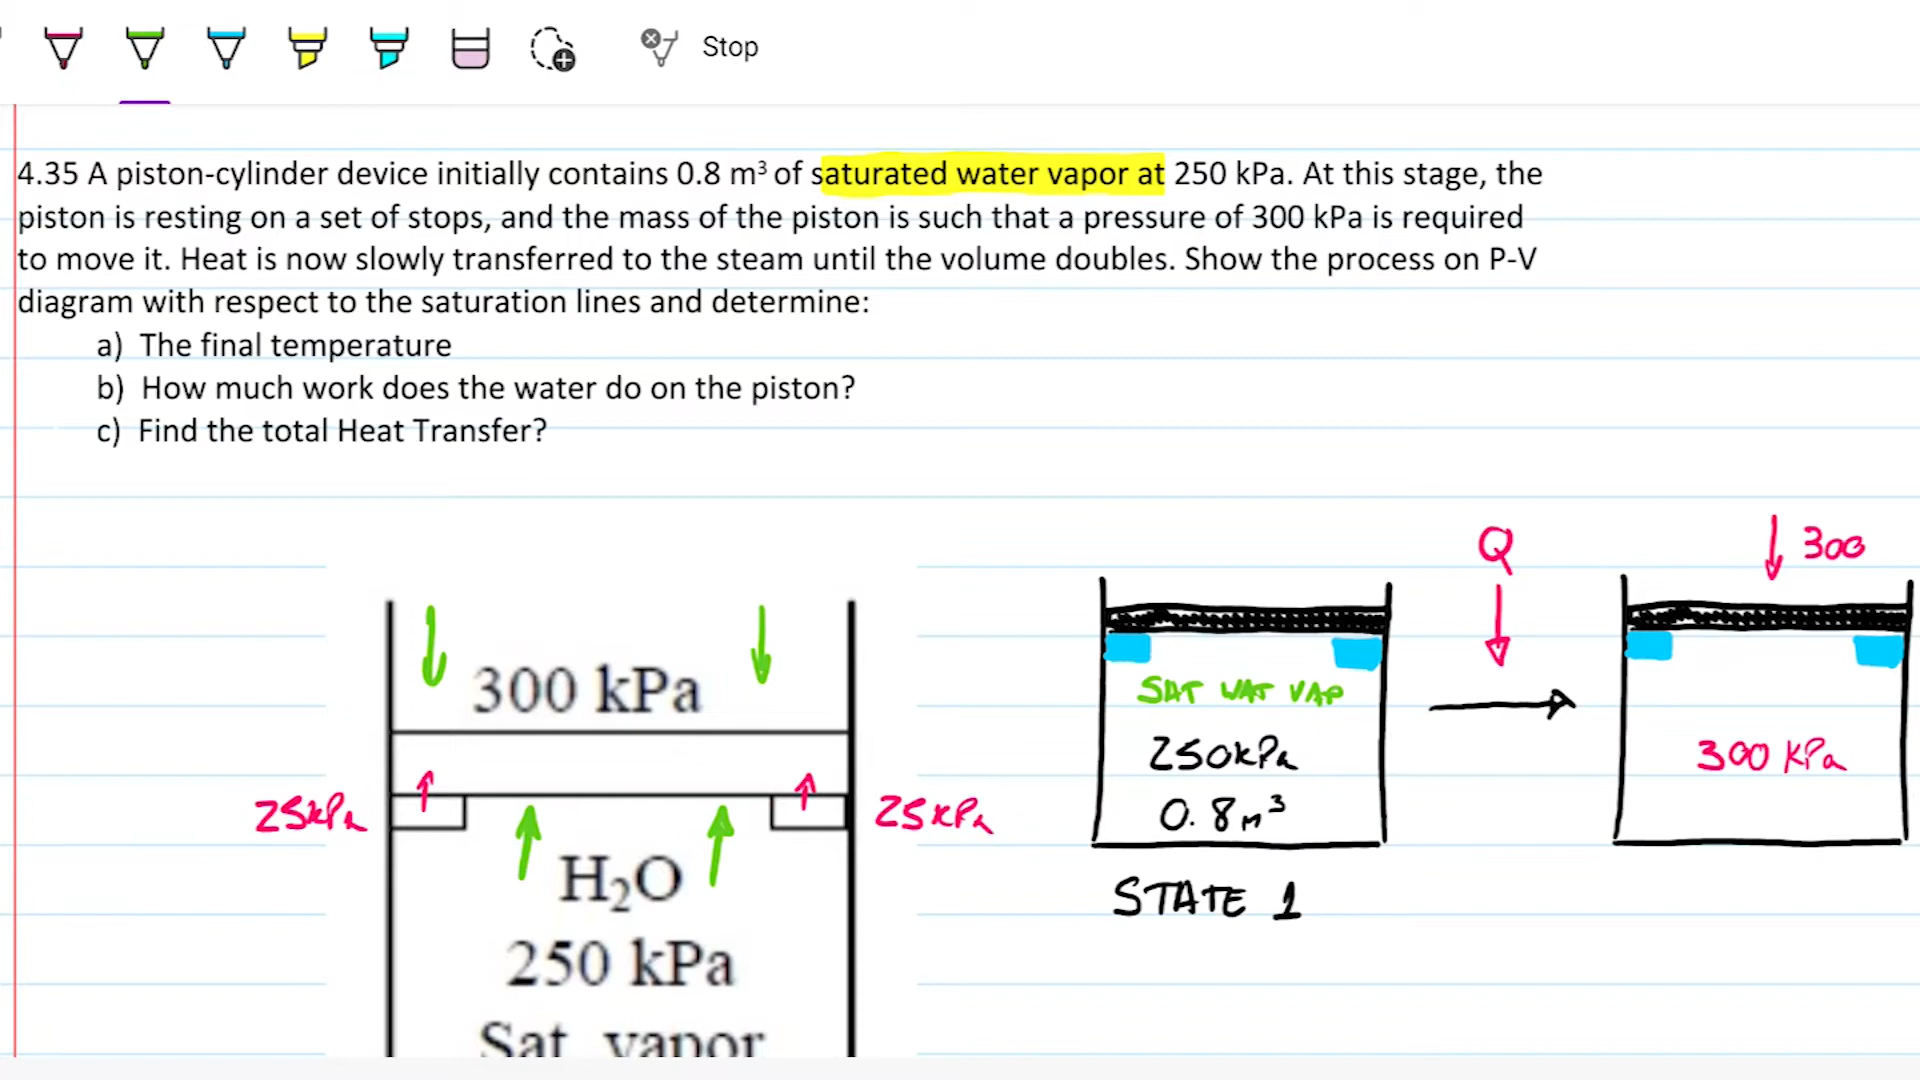 Stop
4.35 A piston-cylinder device initially contains 0.8 m³ of saturated water vapor at 250 kPa. At this stage, the
piston is resting on a set of stops, and the mass of the piston is such that a pressure of 300 kPa is required
to move it. Heat is now slowly transferred to the steam until the volume doubles. Show the process on P-V
diagram with respect to the saturation lines and determine:
a) The final temperature
b) How much work does the water do on the piston?
c) Find the total Heat Transfer?
Q
300
300 kPa
SAT WAT VAP
250kPa
300 kPa
25kPa
25kPa
0.8m³
H₂O
STATE 1
250 kPa
Sat vapor